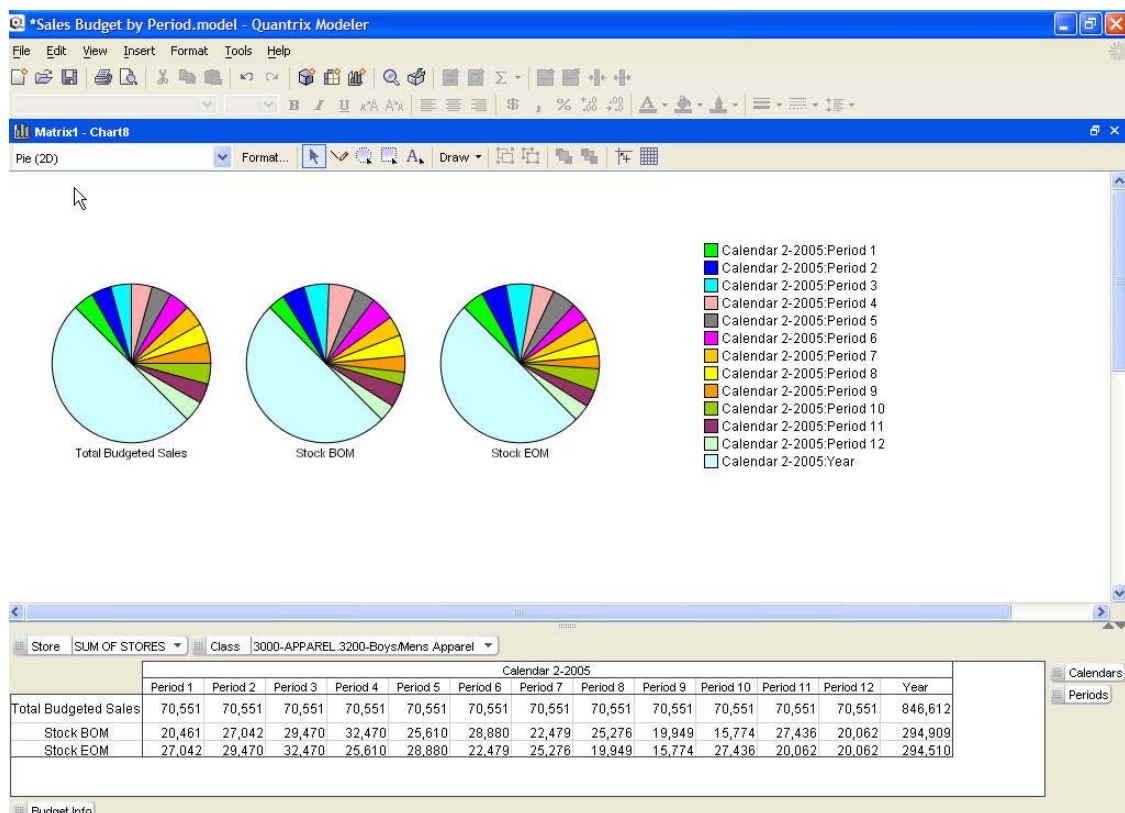 *Sales Budget by Period.model - Quantrix Modeler
File Edit View Insert Format Tools Help
B I U A A $ , % .00 .00 A
Matrix1 - Chart8
Pie (2D) Format... A Draw
Calendar 2-2005:Period 1
Calendar 2-2005:Period 2
Calendar 2-2005:Period 3
Calendar 2-2005:Period 4
Calendar 2-2005:Period 5
Calendar 2-2005:Period 6
Calendar 2-2005:Period 7
Calendar 2-2005:Period 8
Calendar 2-2005:Period 9
Calendar 2-2005:Period 10
Calendar 2-2005:Period 11
Calendar 2-2005:Period 12
Calendar 2-2005:Year
Total Budgeted Sales Stock BOM Stock EOM
Store SUM OF STORES Class 3000-APPAREL.3200-Boys/Mens Apparel
Calendar 2-2005 Calendars
Period 1 Period 2 Period 3 Period 4 Period 5 Period 6 Period 7 Period 8 Period 9 Period 10 Period 11 Period 12 Year
Periods
Total Budgeted Sales 70,551 70,551 70,551 70,551 70,551 70,551 70,551 70,551 70,551 70,551 70,551 70,551 846,612
Stock BOM 20,461 27,042 29,470 32,470 25,610 28,880 22,479 25,276 19,949 15,774 27,436 20,062 294,909
Stock EOM 27,042 29,470 32,470 25,610 28,880 22,479 25,276 19,949 15,774 27,436 20,062 20,062 294,510
Budget Info